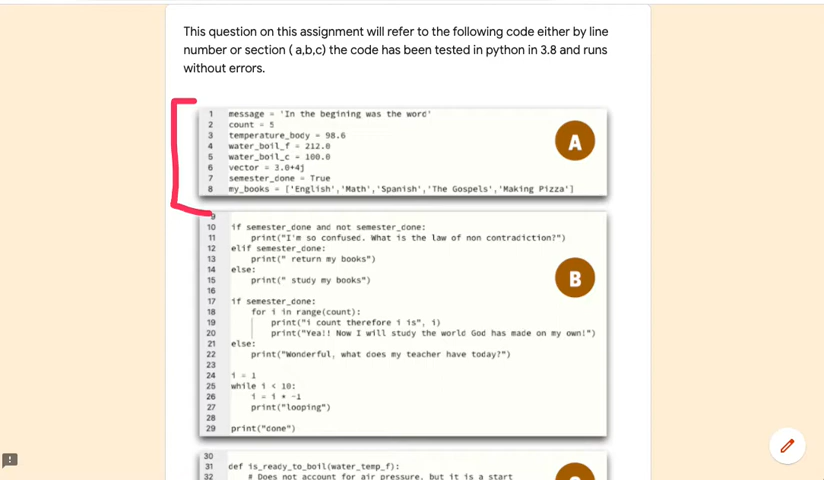 This question on this assignment will refer to the following code either by line
number or section ( a,b,c) the code has been tested in python in 3.8 and runs
without errors.
1 message = 'In the begining was the word'
2 count = 5
3 temperature_body = 98.6
4 water_boil_f = 212.0
5 water_boil_c = 100.0
6 vector = 3.0+4j
7 semester_done = True
8 my_books = ['English','Math','Spanish','The Gospels','Making Pizza']
A
9
10 if semester_done and not semester_done:
11 print("I'm so confused. What is the law of non contradiction?")
12 elif semester_done:
13 print(" return my books")
14 else:
15 print(" study my books")
16
17 if semester_done:
18 for i in range(count):
19 print("i count therefore i is", i)
20 print("Yea!! Now I will study the world God has made on my own!")
21 else:
22 print("Wonderful, what does my teacher have today?")
23
24 i = 1
25 while i < 10:
26 i = i * -1
27 print("looping")
28
29 print("done")
B
30
31 def is_ready_to_boil(water_temp_f):
32 # Does not account for air pressure, but it is a start